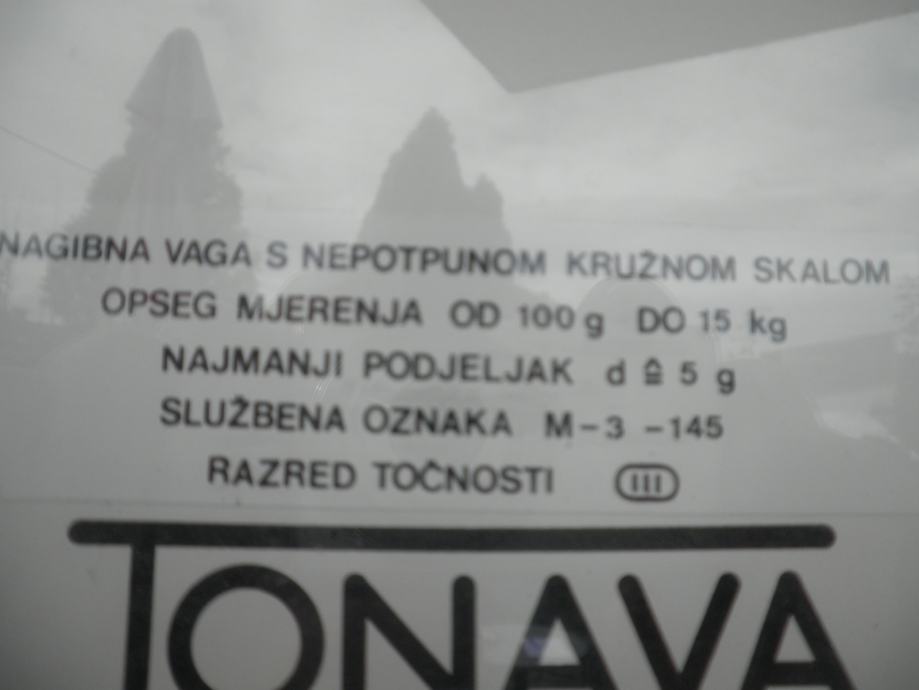 NAGIBNA VAGA S NEPOTPUNOM KRUŽNOM SKALOM
OPSEG MJERENJA OD 100 g DO 15 kg
NAJMANJI PODJELJAK d ≙ 5 g
SLUŽBENA OZNAKA M-3 -145
RAZRED TOČNOSTI III
TONAVA